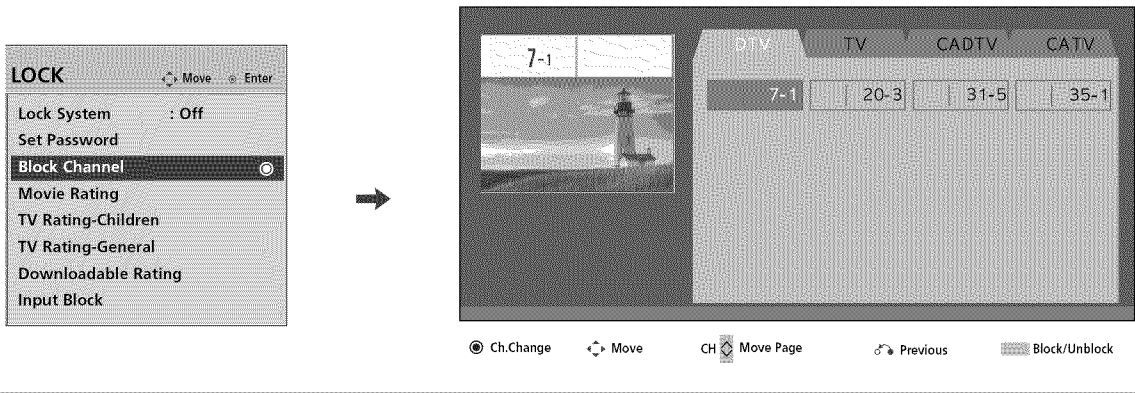 LOCK
Move Enter
Lock System : Off
Set Password
Block Channel
Movie Rating
TV Rating-Children
TV Rating-General
Downloadable Rating
Input Block
7-1
DTV TV CADTV CATV
7-1 20-3 31-5 35-1
Ch.Change Move CH Move Page Previous Block/Unblock